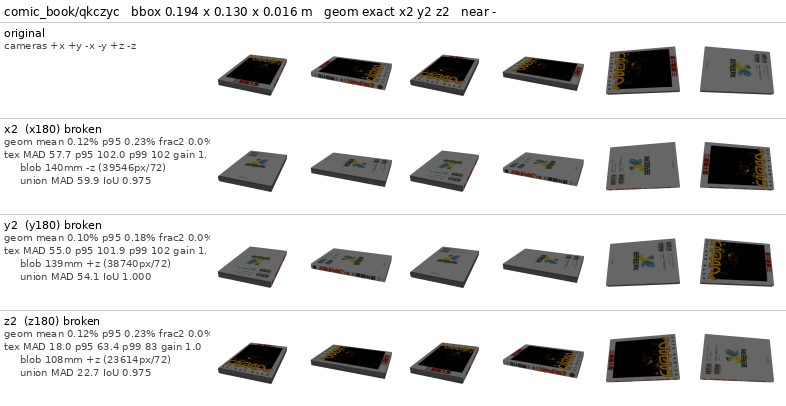 comic_book/qkczyc bbox 0.194 x 0.130 x 0.016 m geom exact x2 y2 z2 near -
original
cameras +x +y -x -y +z -z
x2 (x180) broken
geom mean 0.12% p95 0.23% frac2 0.0%
tex MAD 57.7 p95 102.0 p99 102 gain 1.
blob 140mm -z (39546px/72)
union MAD 59.9 IoU 0.975
y2 (y180) broken
geom mean 0.10% p95 0.18% frac2 0.0%
tex MAD 55.0 p95 101.9 p99 102 gain 1.
blob 139mm +z (38740px/72)
union MAD 54.1 IoU 1.000
z2 (z180) broken
geom mean 0.12% p95 0.23% frac2 0.0%
tex MAD 18.0 p95 63.4 p99 83 gain 1.0
blob 108mm +z (23614px/72)
union MAD 22.7 IoU 0.975